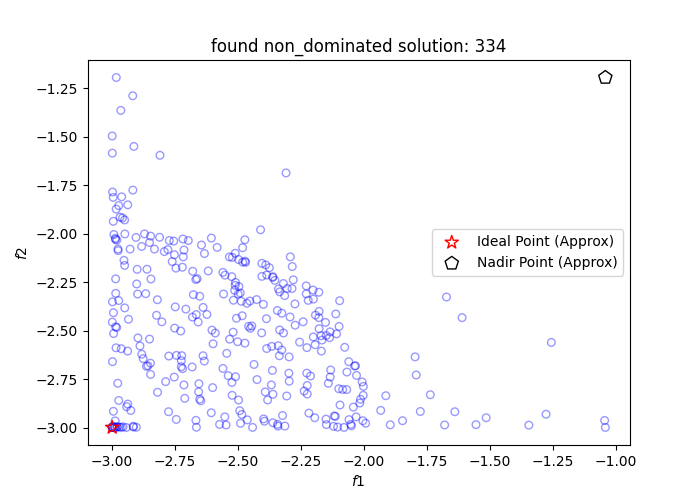 found non_dominated solution: 334
−1.25
−1.50
−1.75
−2.00
−2.25
−2.50
−2.75
−3.00
f2
Ideal Point (Approx)
Nadir Point (Approx)
−3.00 −2.75 −2.50 −2.25 −2.00 −1.75 −1.50 −1.25 −1.00
f1